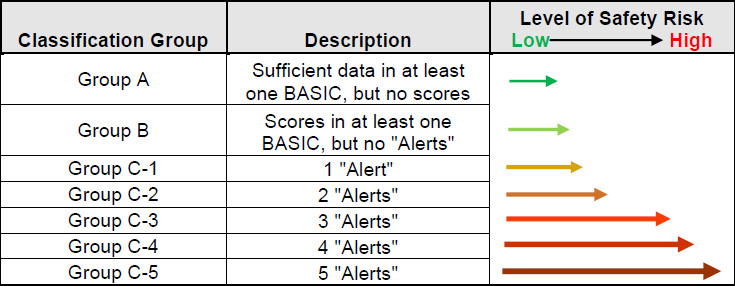 Classification Group
Description
Level of Safety Risk
Low
High
Group A
Sufficient data in at least
one BASIC, but no scores
Group B
Scores in at least one
BASIC, but no "Alerts"
Group C-1
1 "Alert"
Group C-2
2 "Alerts"
Group C-3
3 "Alerts"
Group C-4
4 "Alerts"
Group C-5
5 "Alerts"